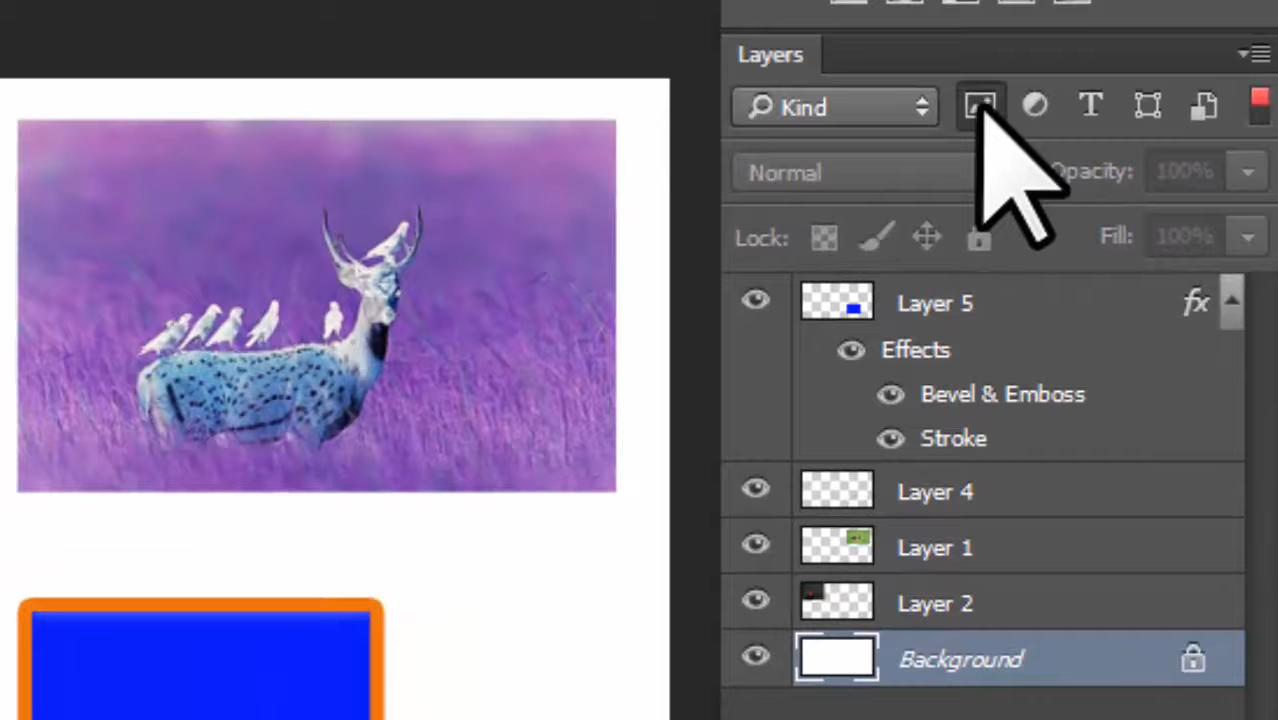 Layers
Kind
T
Normal Opacity: 100%
Lock: Fill: 100%
Layer 5 fx
Effects
Bevel & Emboss
Stroke
Layer 4
Layer 1
Layer 2
Background